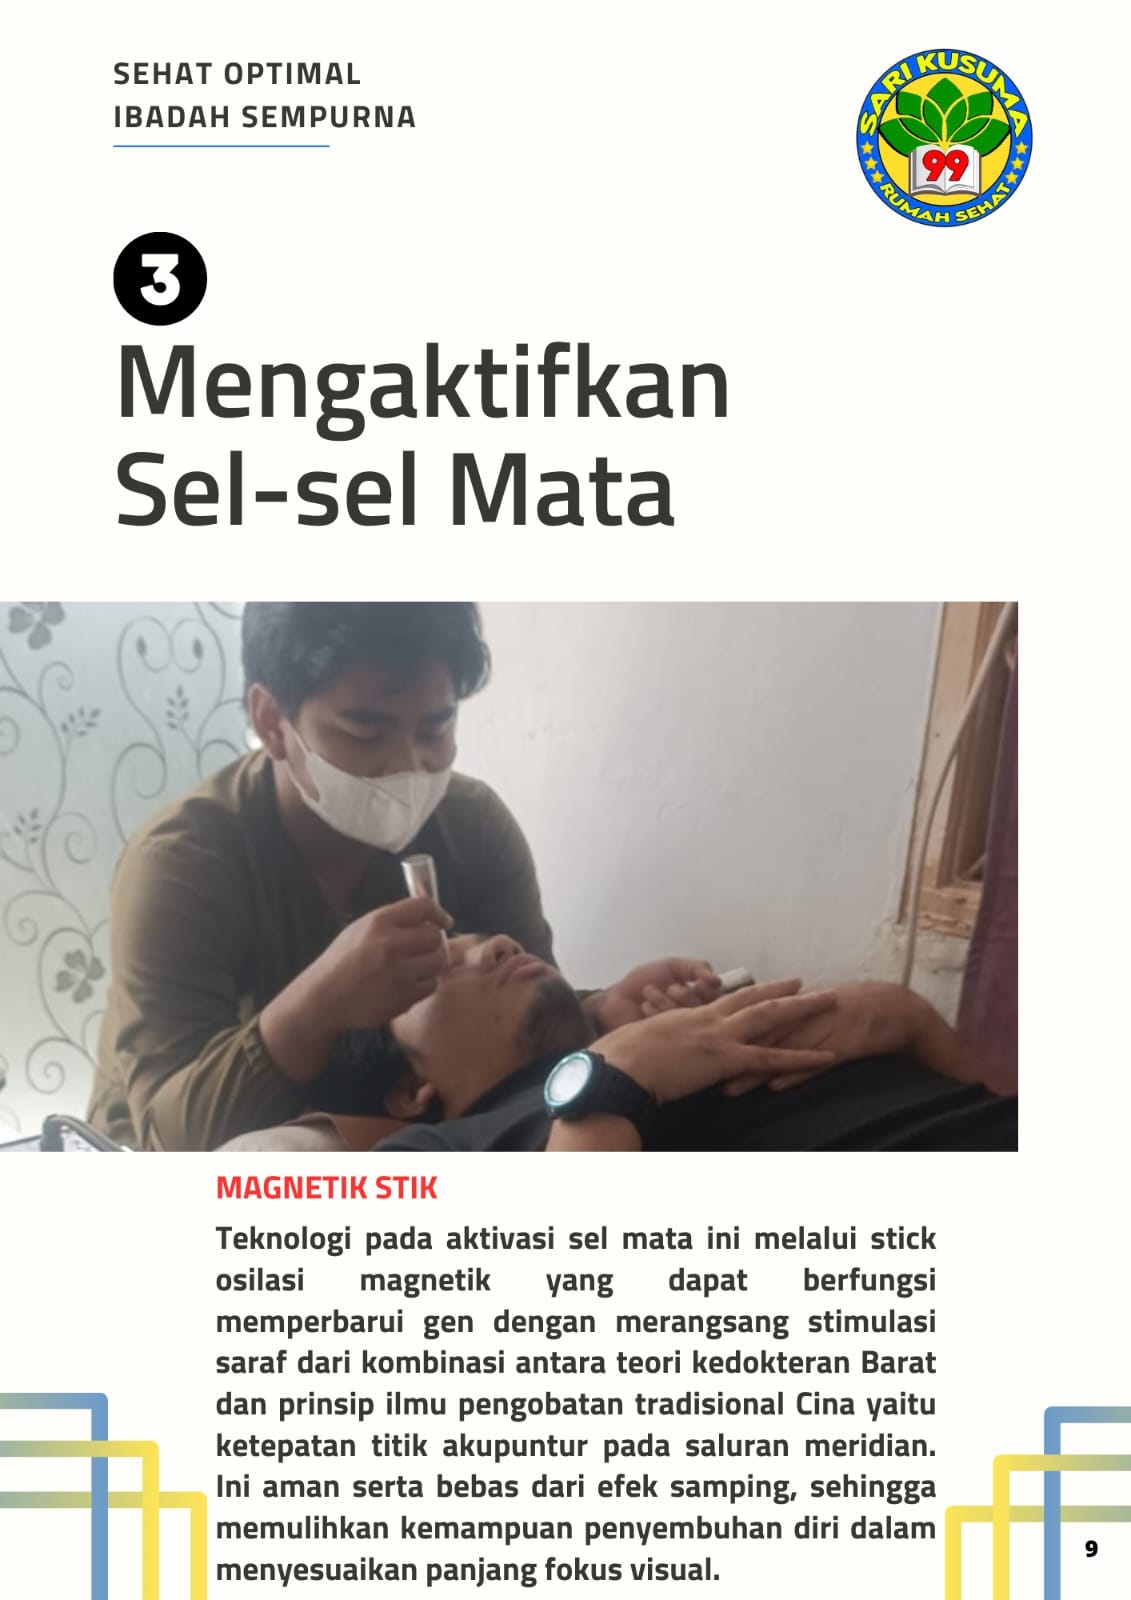 SEHAT OPTIMAL
IBADAH SEMPURNA
SARI KUSUMA
99
RUMAH SEHAT
3
Mengaktifkan
Sel-sel Mata
MAGNETIK STIK
Teknologi pada aktivasi sel mata ini melalui stick
osilasi magnetik yang dapat berfungsi
memperbarui gen dengan merangsang stimulasi
saraf dari kombinasi antara teori kedokteran Barat
dan prinsip ilmu pengobatan tradisional Cina yaitu
ketepatan titik akupuntur pada saluran meridian.
Ini aman serta bebas dari efek samping, sehingga
memulihkan kemampuan penyembuhan diri dalam
menyesuaikan panjang fokus visual.
9